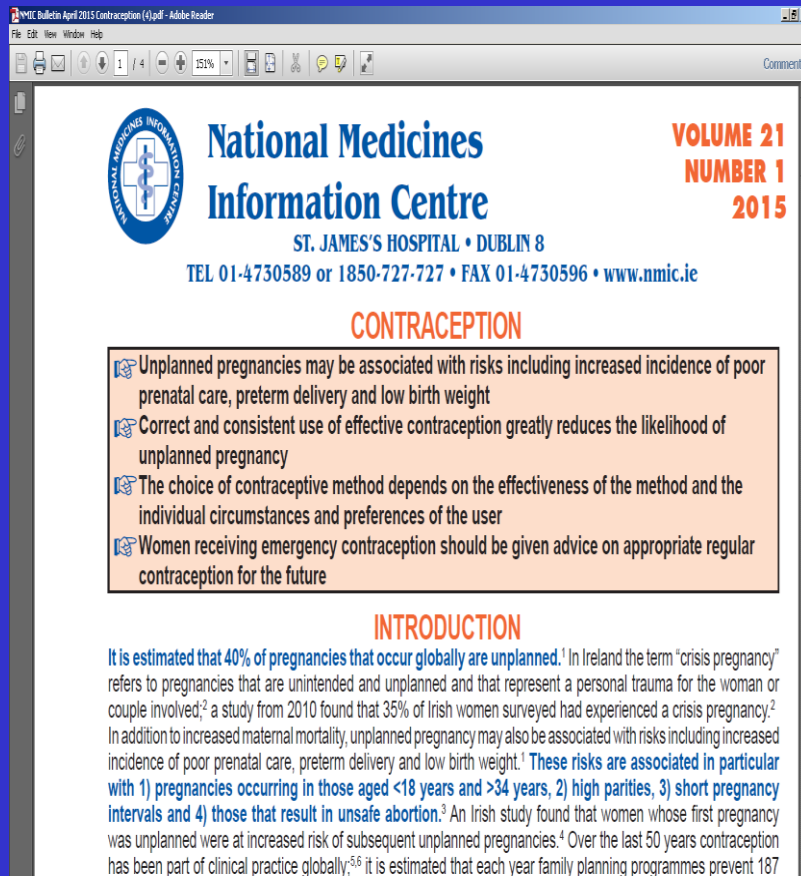 NMIC Bulletin April 2015 Contraception (4).pdf - Adobe Reader
File Edit View Window Help
1 / 4 151% Comment
NATIONAL MEDICINES INFORMATION CENTRE
National Medicines
Information Centre
VOLUME 21
NUMBER 1
2015
ST. JAMES'S HOSPITAL • DUBLIN 8
TEL 01-4730589 or 1850-727-727 • FAX 01-4730596 • www.nmic.ie
CONTRACEPTION
Unplanned pregnancies may be associated with risks including increased incidence of poor
prenatal care, preterm delivery and low birth weight
Correct and consistent use of effective contraception greatly reduces the likelihood of
unplanned pregnancy
The choice of contraceptive method depends on the effectiveness of the method and the
individual circumstances and preferences of the user
Women receiving emergency contraception should be given advice on appropriate regular
contraception for the future
INTRODUCTION
It is estimated that 40% of pregnancies that occur globally are unplanned.1 In Ireland the term "crisis pregnancy"
refers to pregnancies that are unintended and unplanned and that represent a personal trauma for the woman or
couple involved;2 a study from 2010 found that 35% of Irish women surveyed had experienced a crisis pregnancy.2
In addition to increased maternal mortality, unplanned pregnancy may also be associated with risks including increased
incidence of poor prenatal care, preterm delivery and low birth weight.1 These risks are associated in particular
with 1) pregnancies occurring in those aged <18 years and >34 years, 2) high parities, 3) short pregnancy
intervals and 4) those that result in unsafe abortion.3 An Irish study found that women whose first pregnancy
was unplanned were at increased risk of subsequent unplanned pregnancies.4 Over the last 50 years contraception
has been part of clinical practice globally;5,6 it is estimated that each year family planning programmes prevent 187